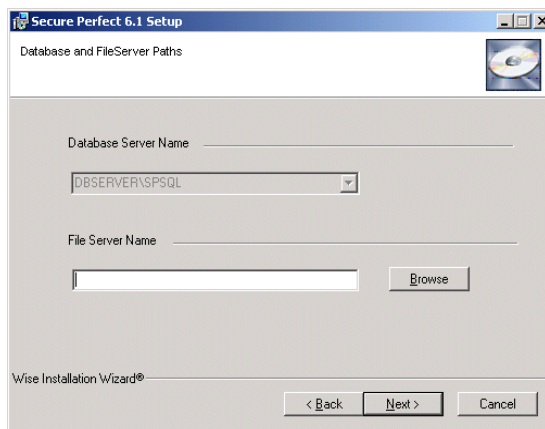 Secure Perfect 6.1 Setup
Database and FileServer Paths
Database Server Name
DBSERVER\SPSQL
File Server Name
Browse
Wise Installation Wizard®
< Back
Next >
Cancel